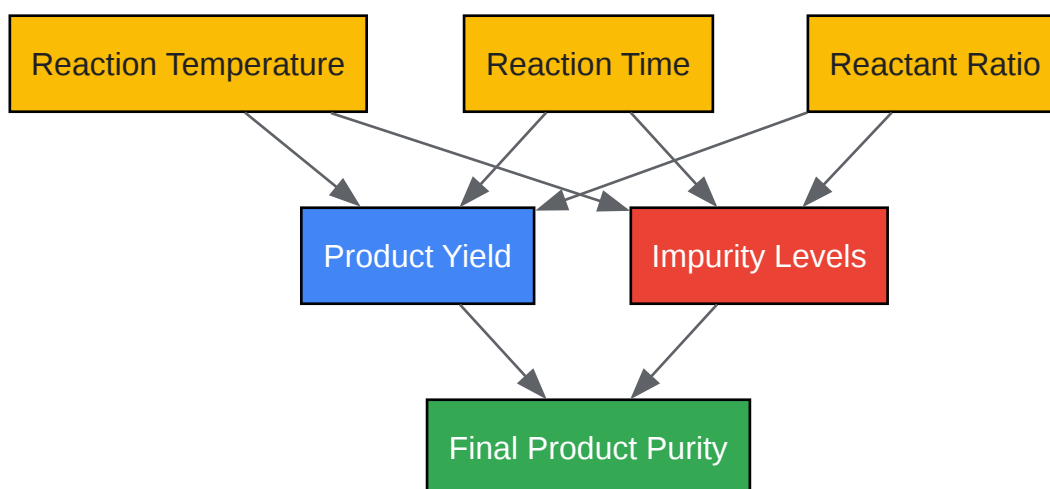 Reaction Temperature
Reaction Time
Reactant Ratio
Product Yield
Impurity Levels
Final Product Purity